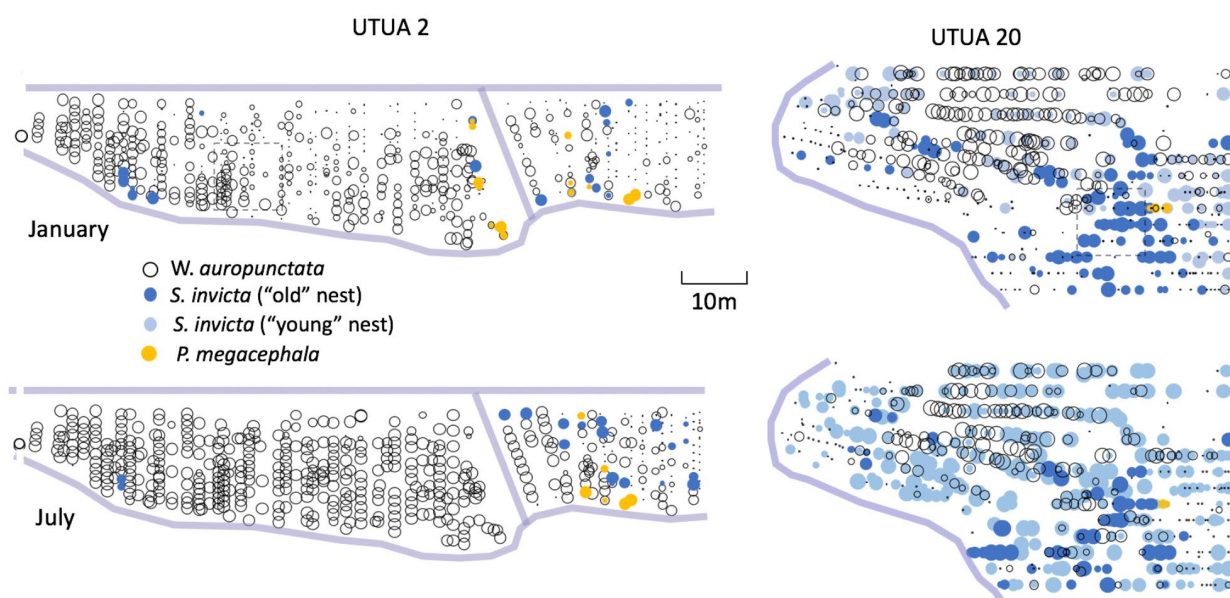 UTUA 2
UTUA 20
January
W. auropunctata
S. invicta (“old” nest)
S. invicta (“young” nest)
P. megacephala
10m
July